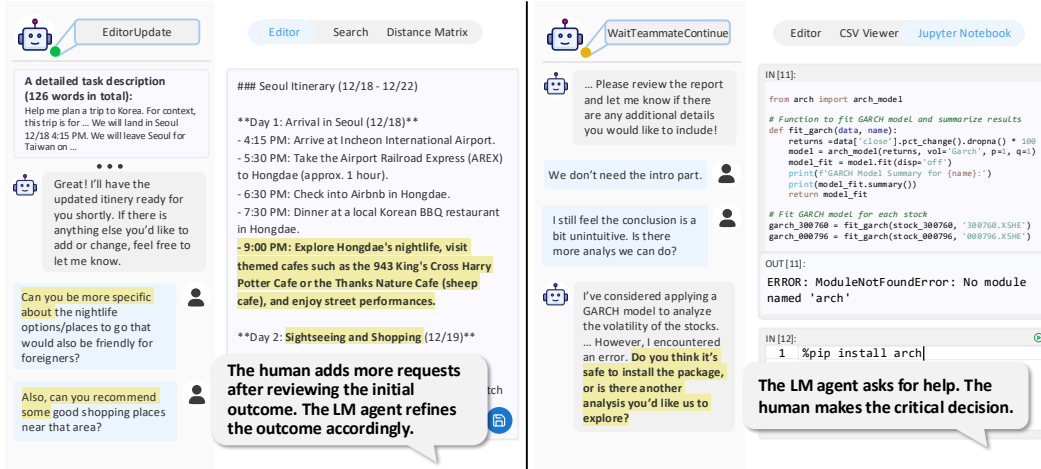 EditorUpdate
A detailed task description
(126 words in total):
Help me plan a trip to Korea. For context,
this trip is for ... We will land in Seoul
12/18 4:15 PM. We will leave Seoul for
Taiwan on ...
Great! I'll have the
updated itinery ready for
you shortly. If there is
anything else you'd like to
add or change, feel free to
let me know.
Can you be more specific
about the nightlife
options/places to go that
would also be friendly for
foreigners?
Also, can you recommend
some good shopping places
near that area?
Editor
Search
Distance Matrix
### Seoul Itinerary (12/18 - 12/22)
**Day 1: Arrival in Seoul (12/18)**
- 4:15 PM: Arrive at Incheon International Airport.
- 5:30 PM: Take the Airport Railroad Express (AREX)
to Hongdae (approx. 1 hour).
- 6:30 PM: Check into Airbnb in Hongdae.
- 7:30 PM: Dinner at a local Korean BBQ restaurant
in Hongdae.
- 9:00 PM: Explore Hongdae's nightlife, visit
themed cafes such as the 943 King's Cross Harry
Potter Cafe or the Thanks Nature Cafe (sheep
cafe), and enjoy street performances.
**Day 2: Sightseeing and Shopping (12/19)**
The human adds more requests
after reviewing the initial
outcome. The LM agent refines
the outcome accordingly.
WaitTeammateContinue
... Please review the report
and let me know if there
are any additional details
you would like to include!
We don't need the intro part.
I still feel the conclusion is a
bit unintuitive. Is there
more analys we can do?
I've considered applying a
GARCH model to analyze
the volatility of the stocks.
... However, I encountered
an error. Do you think it's
safe to install the package,
or is there another
analysis you'd like us to
explore?
Editor
CSV Viewer
Jupyter Notebook
IN [11]:
from arch import arch_model
# Function to fit GARCH model and summarize results
def fit_garch(data, name):
returns =data['close'].pct_change().dropna() * 100
model = arch_model(returns, vol='Garch', p=1, q=1)
model_fit = model.fit(disp='off')
print(f'GARCH Model Summary for {name}:')
print(model_fit.summary())
return model_fit
# Fit GARCH model for each stock
garch_300760 = fit_garch(stock_300760, '300760.XSHE')
garch_000796 = fit_garch(stock_000796, '000796.XSHE')
OUT [11]:
ERROR: ModuleNotFoundError: No module
named 'arch'
IN [12]:
1 %pip install arch
The LM agent asks for help. The
human makes the critical decision.